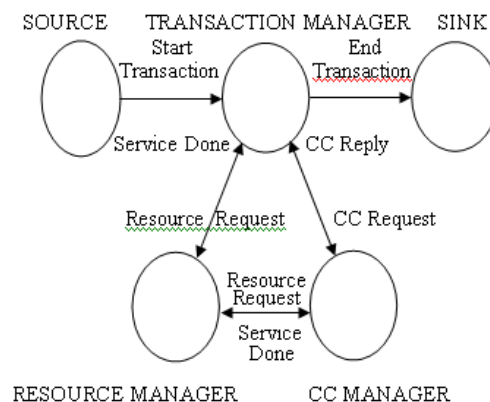 SOURCE
TRANSACTION MANAGER
SINK
Start
Transaction
End
Transaction
Service Done
CC Reply
Resource Request
CC Request
Resource
Request
Service
Done
RESOURCE MANAGER
CC MANAGER